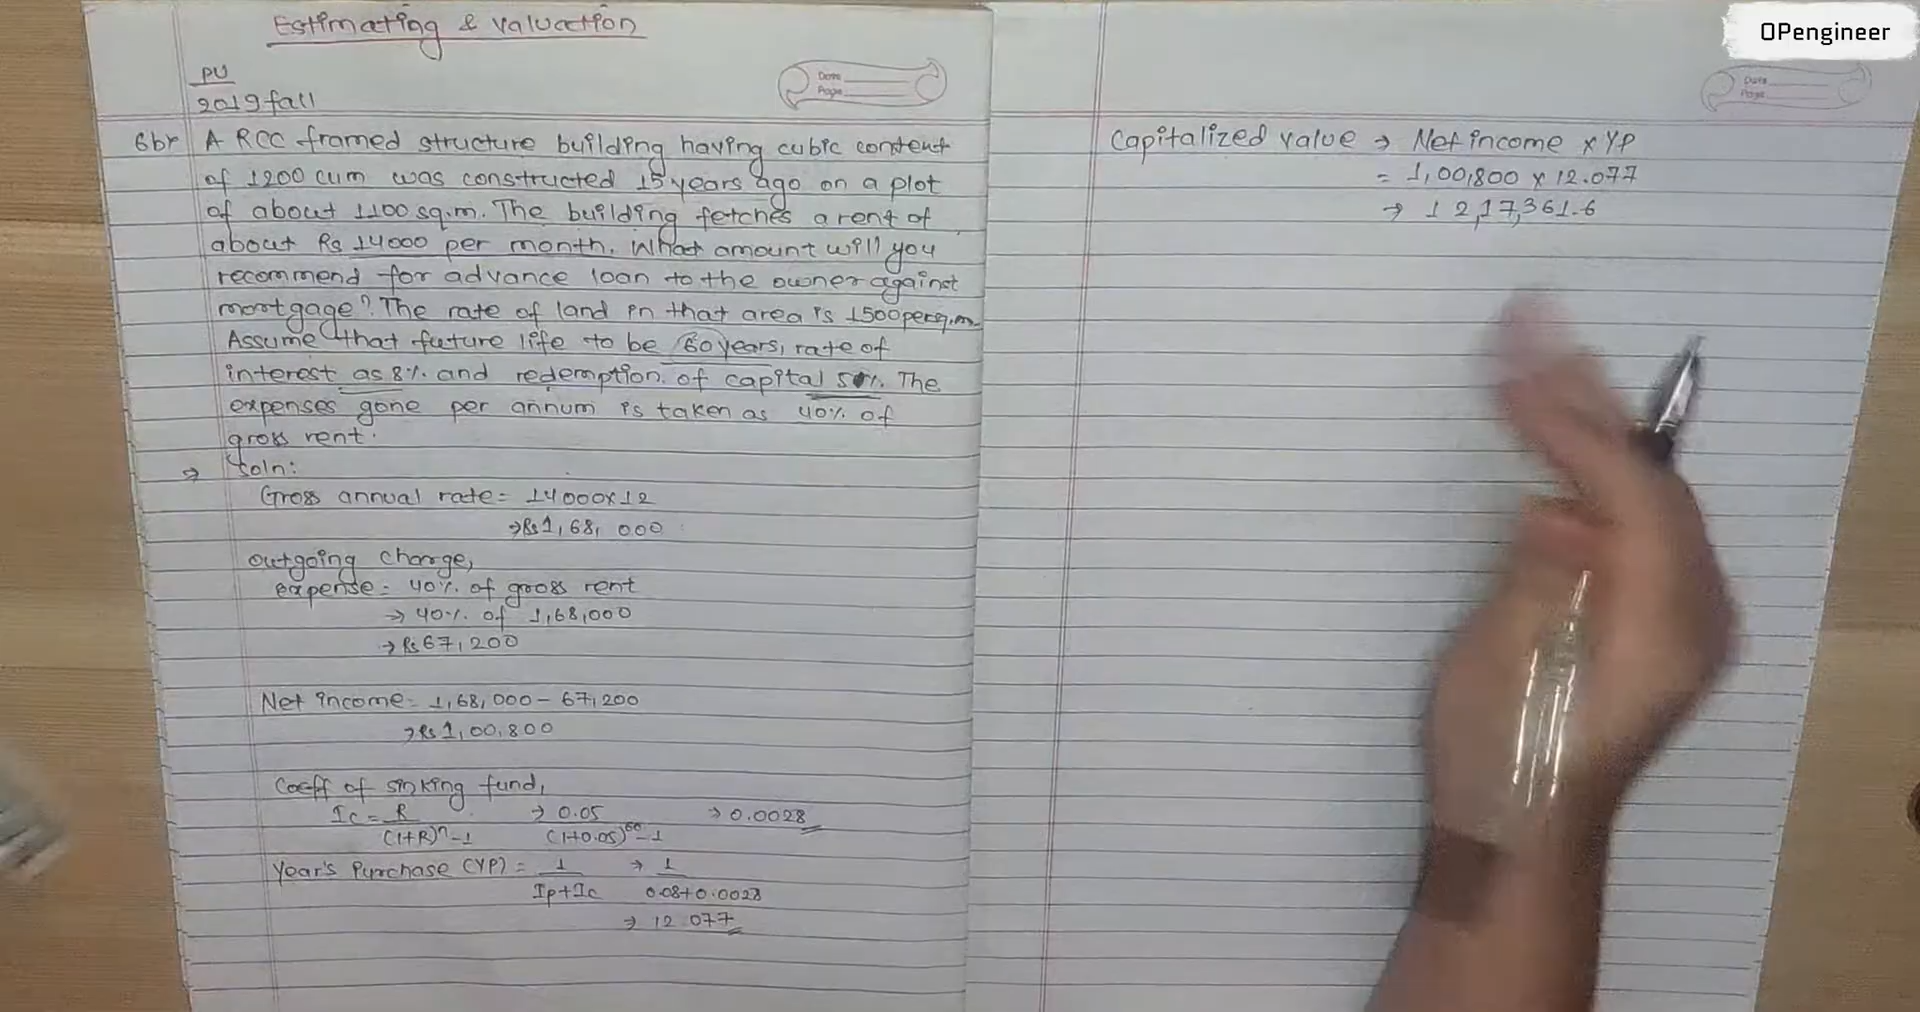 OPengineer
Estimating & valuation
PU
2019 fall
Date
Page
6b) A RCC framed structure building having cubic content
of 1200 cum was constructed 15 years ago on a plot
of about 1100 sq.m. The building fetches a rent of
about Rs 14000 per month. What amount will you
recommend for advance loan to the owner against
mortgage? The rate of land in that area is 1500 per sq.m.
Assume that future life to be 60 years, rate of
interest as 8% and redemption of capital 5%. The
expenses gone per annum is taken as 40% of
gross rent.
→ Soln:
Gross annual rate = 14000x12
→Rs 1,68,000
Outgoing charge,
expense = 40% of gross rent
→ 40% of 1,68,000
→ Rs 67,200
Net income = 1,68,000 - 67,200
→Rs 1,00,800
Coeff of sinking fund,
Ic = R → 0.05 → 0.0028
(1+R)^n-1 (1+0.05)^60-1
Year's Purchase (YP) = 1 → 1
Ip+Ic 0.08+0.0028
→ 12.077
Date
Page
Capitalized value → Net income x YP
= 1,00,800 x 12.077
→ 12,17,361.6